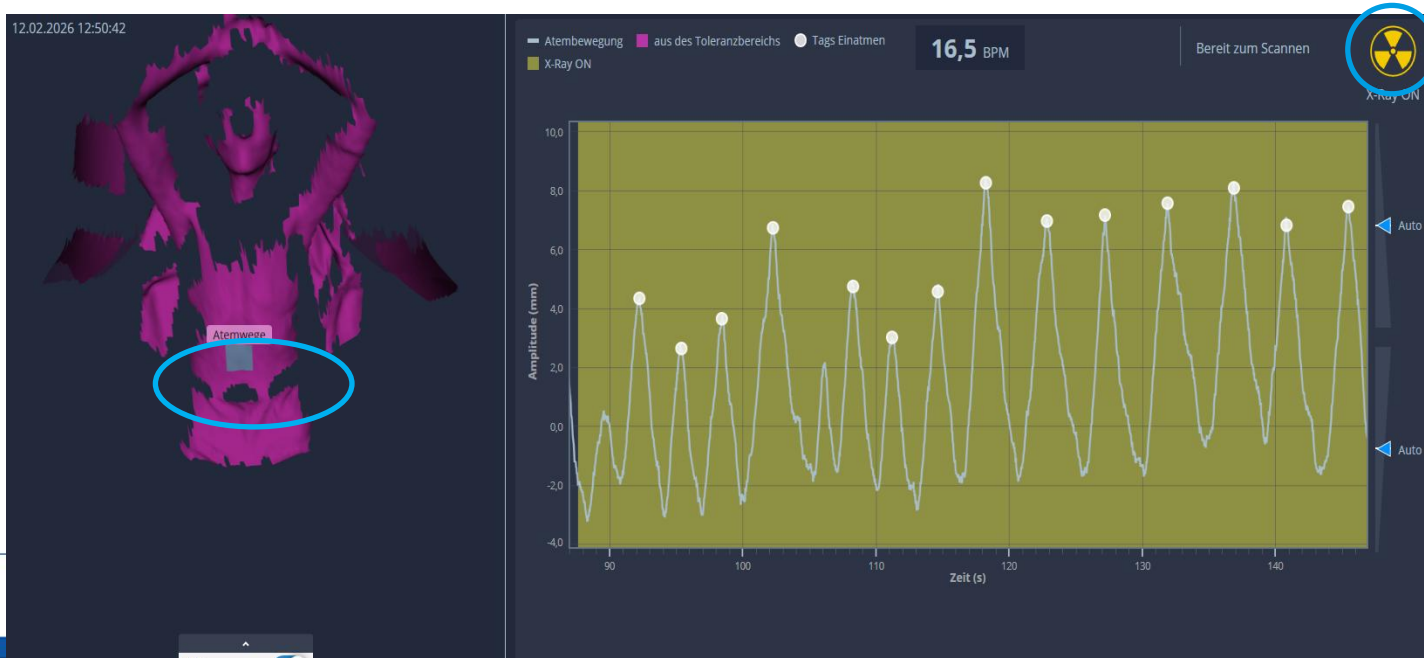 12.02.2026 12:50:42
Atemwege
Atembewegung aus des Toleranzbereichs Tags Einatmen
X-Ray ON
16,5 BPM
Bereit zum Scannen
X-Ray ON
10,0
8,0
6,0
4,0
2,0
0,0
-2,0
-4,0
Amplitude (mm)
90 100 110 120 130 140
Zeit (s)
Auto
Auto